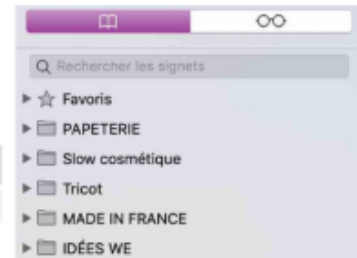 Rechercher les signets
Favoris
PAPETERIE
Slow cosmétique
Tricot
MADE IN FRANCE
IDÉES WE